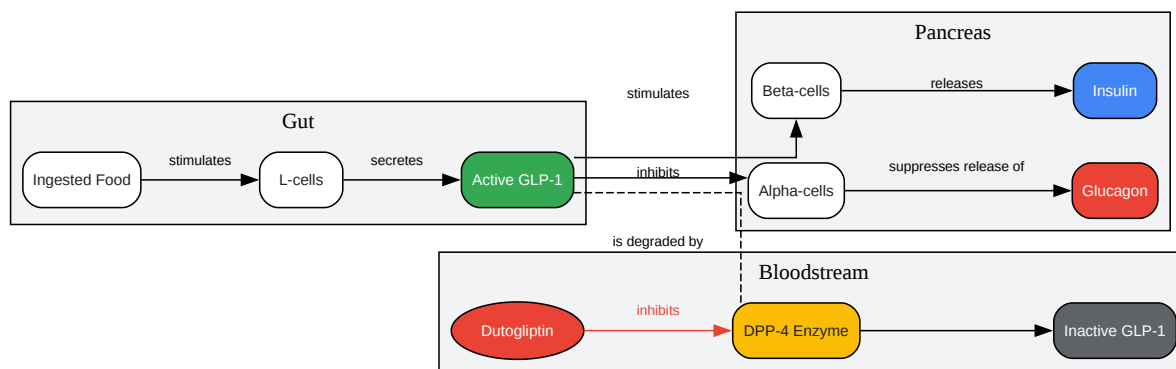 Pancreas
stimulates
Beta-cells
releases
Insulin
Gut
Ingested Food
stimulates
L-cells
secretes
Active GLP-1
inhibits
Alpha-cells
suppresses release of
Glucagon
is degraded by
Bloodstream
Dutogliptin
inhibits
DPP-4 Enzyme
Inactive GLP-1